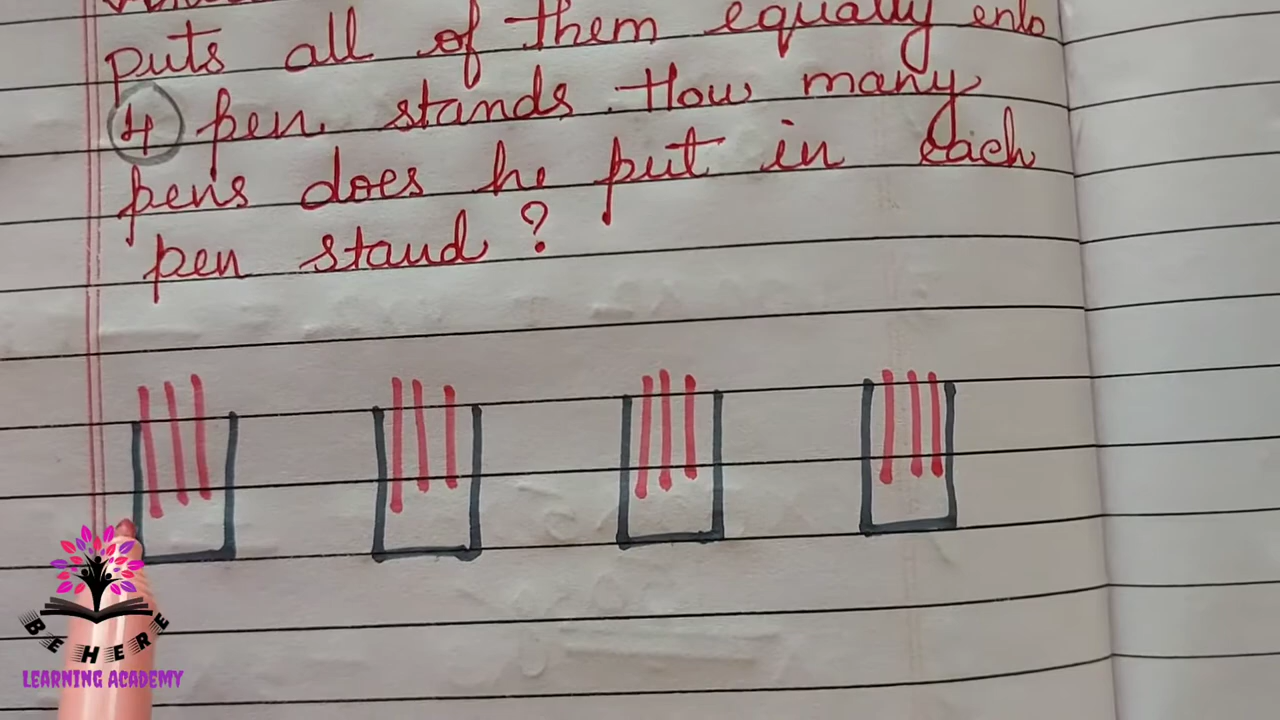 puts all of them equally into
4 pen stands. How many
pens does he put in each
pen stand ?
BE HERE
LEARNING ACADEMY